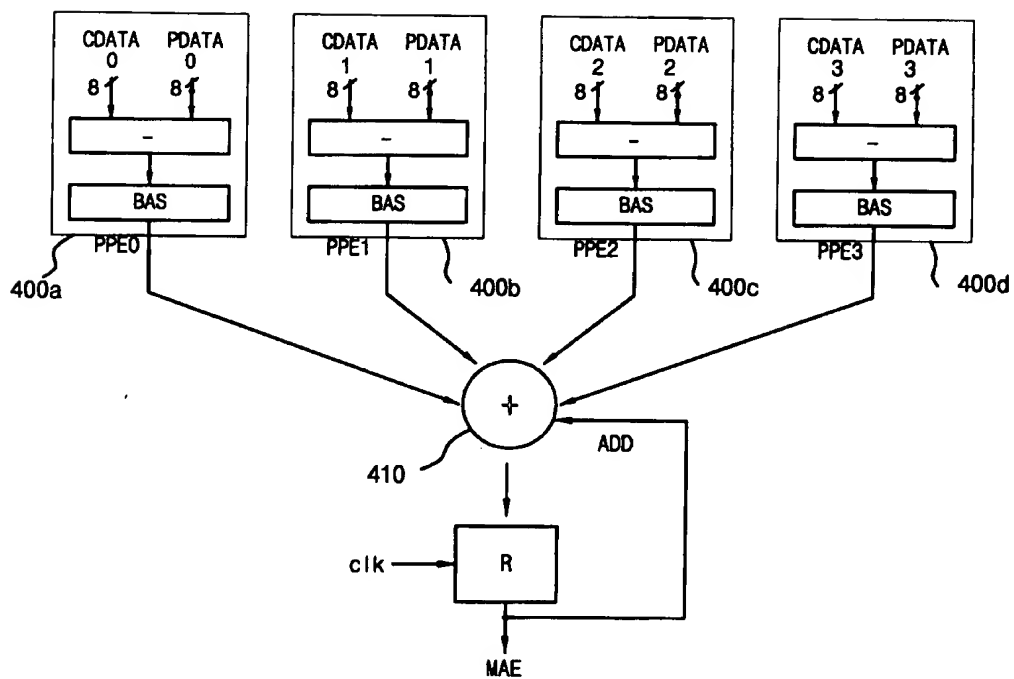 CDATA PDATA CDATA PDATA CDATA PDATA CDATA PDATA
0 0 1 1 2 2 3 3
8 8 8 8 8 8 8 8
- - - -
BAS BAS BAS BAS
PPE0 PPE1 PPE2 PPE3
400a 400b 400c 400d
+
ADD
410
clk R
MAE